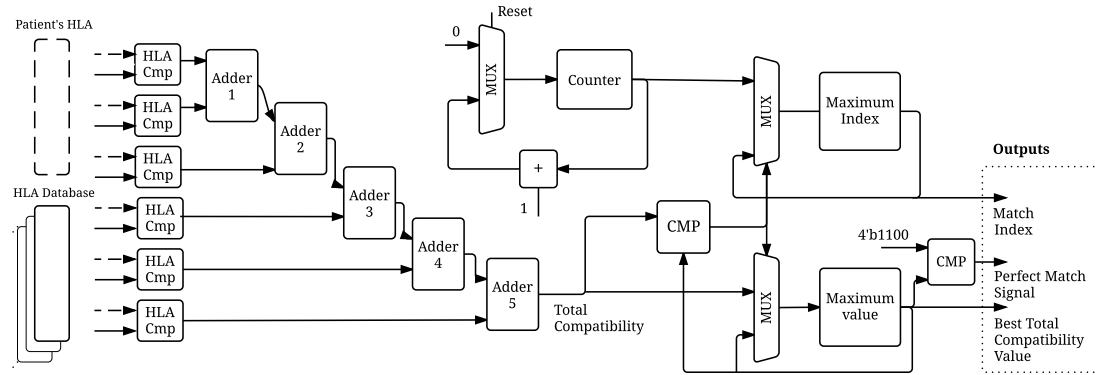 Patient's HLA
HLA Database
HLA
Cmp
HLA
Cmp
HLA
Cmp
HLA
Cmp
HLA
Cmp
HLA
Cmp
Adder
1
Adder
2
Adder
3
Adder
4
Adder
5
Total
Compatibility
Reset
0
MUX
Counter
+
1
CMP
MUX
Maximum
Index
MUX
Maximum
value
4'b1100
CMP
Outputs
Match
Index
Perfect Match
Signal
Best Total
Compatibility
Value